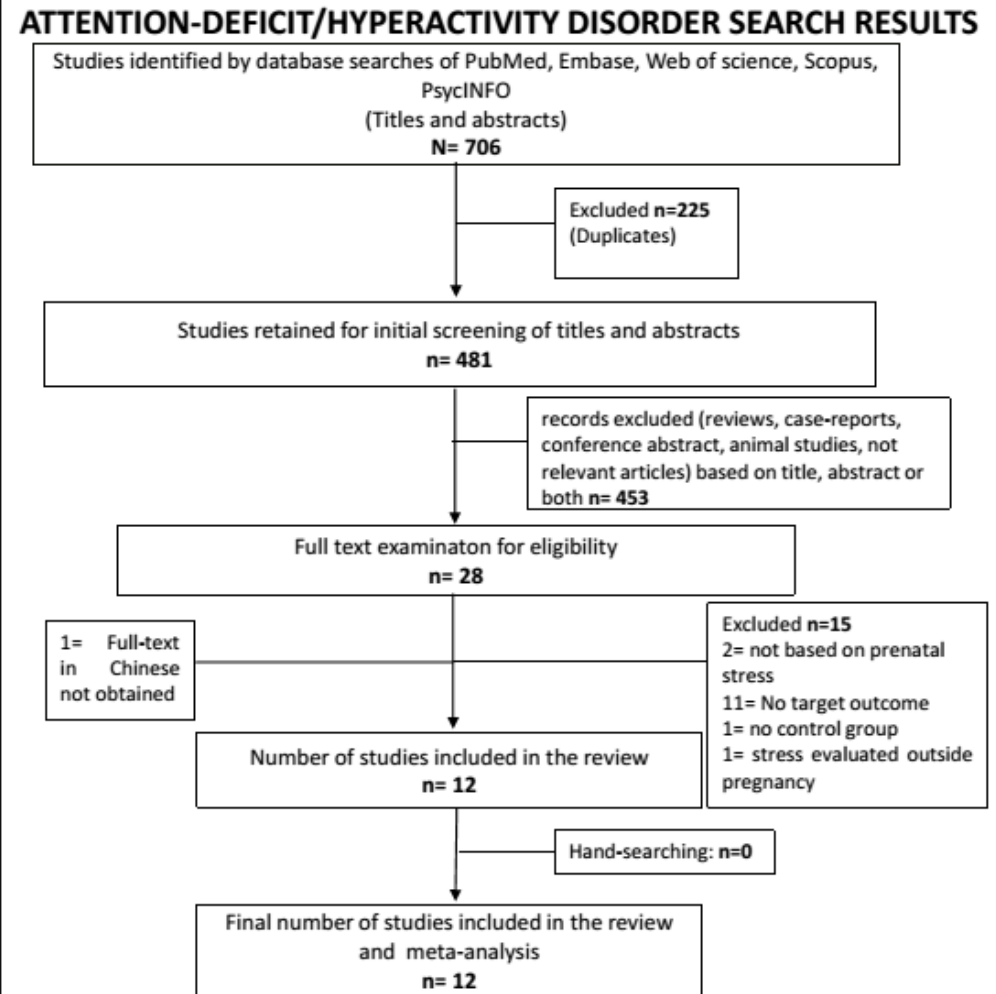 ATTENTION-DEFICIT/HYPERACTIVITY DISORDER SEARCH RESULTS
Studies identified by database searches of PubMed, Embase, Web of science, Scopus,
PsycINFO
(Titles and abstracts)
N= 706
Excluded n=225
(Duplicates)
Studies retained for initial screening of titles and abstracts
n= 481
records excluded (reviews, case-reports,
conference abstract, animal studies, not
relevant articles) based on title, abstract or
both n= 453
Full text examinaton for eligibility
n= 28
1= Full-text
in Chinese
not obtained
Excluded n=15
2= not based on prenatal
stress
11= No target outcome
1= no control group
1= stress evaluated outside
pregnancy
Number of studies included in the review
n= 12
Hand-searching: n=0
Final number of studies included in the review
and meta-analysis
n= 12